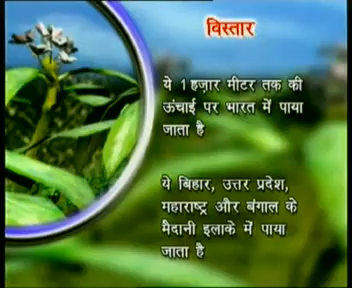 विस्तार
ये 1 हज़ार मीटर तक की
ऊंचाई पर भारत में पाया
जाता है
ये बिहार, उत्तर प्रदेश,
महाराष्ट्र और बंगाल के
मैदानी इलाके में पाया
जाता है